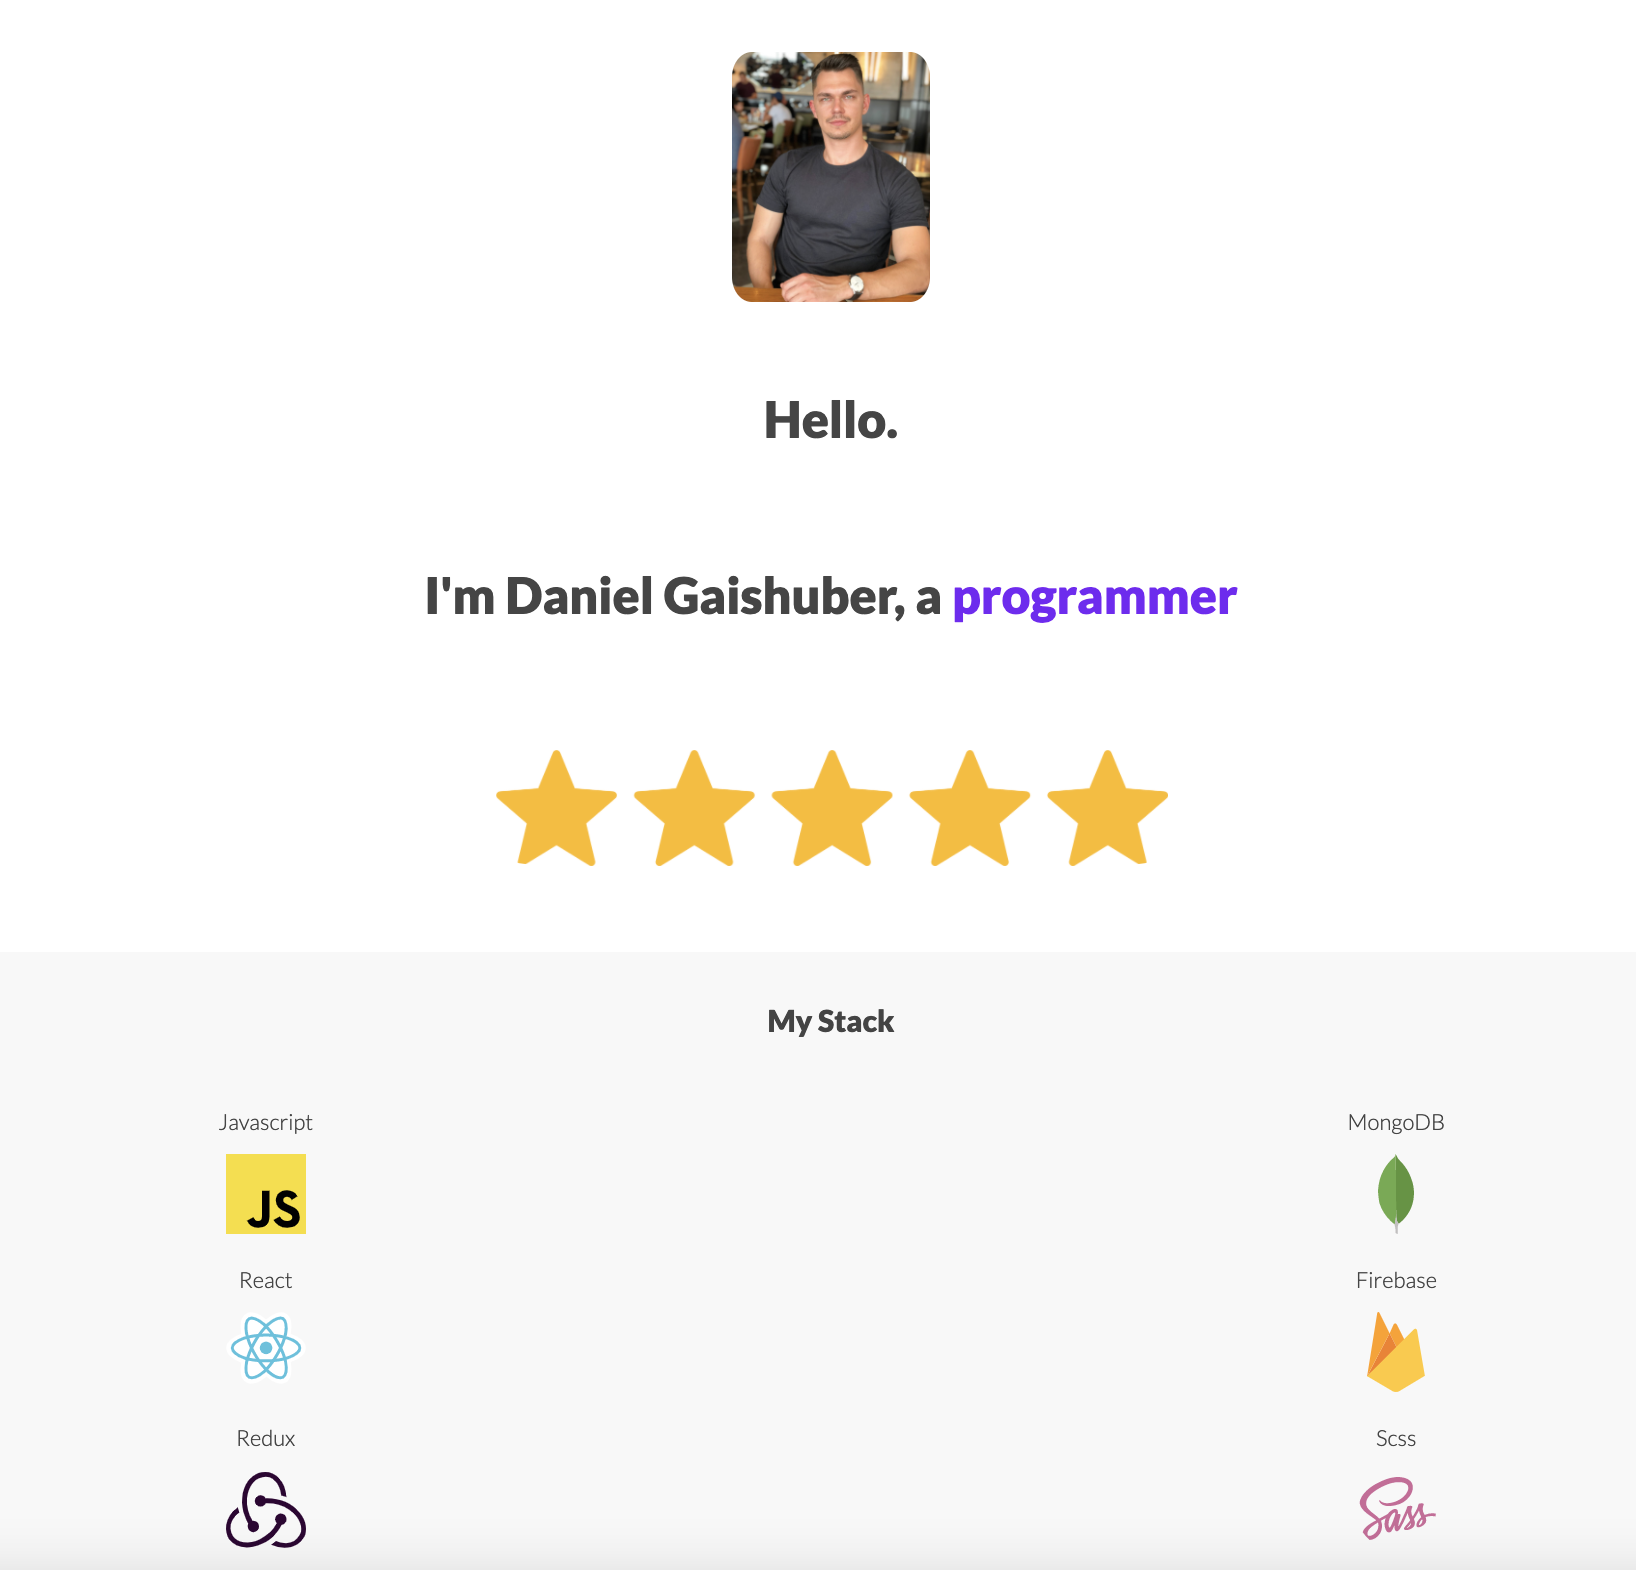 Hello.
I'm Daniel Gaishuber, a programmer
My Stack
Javascript
JS
React
Redux
MongoDB
Firebase
Scss
Sass